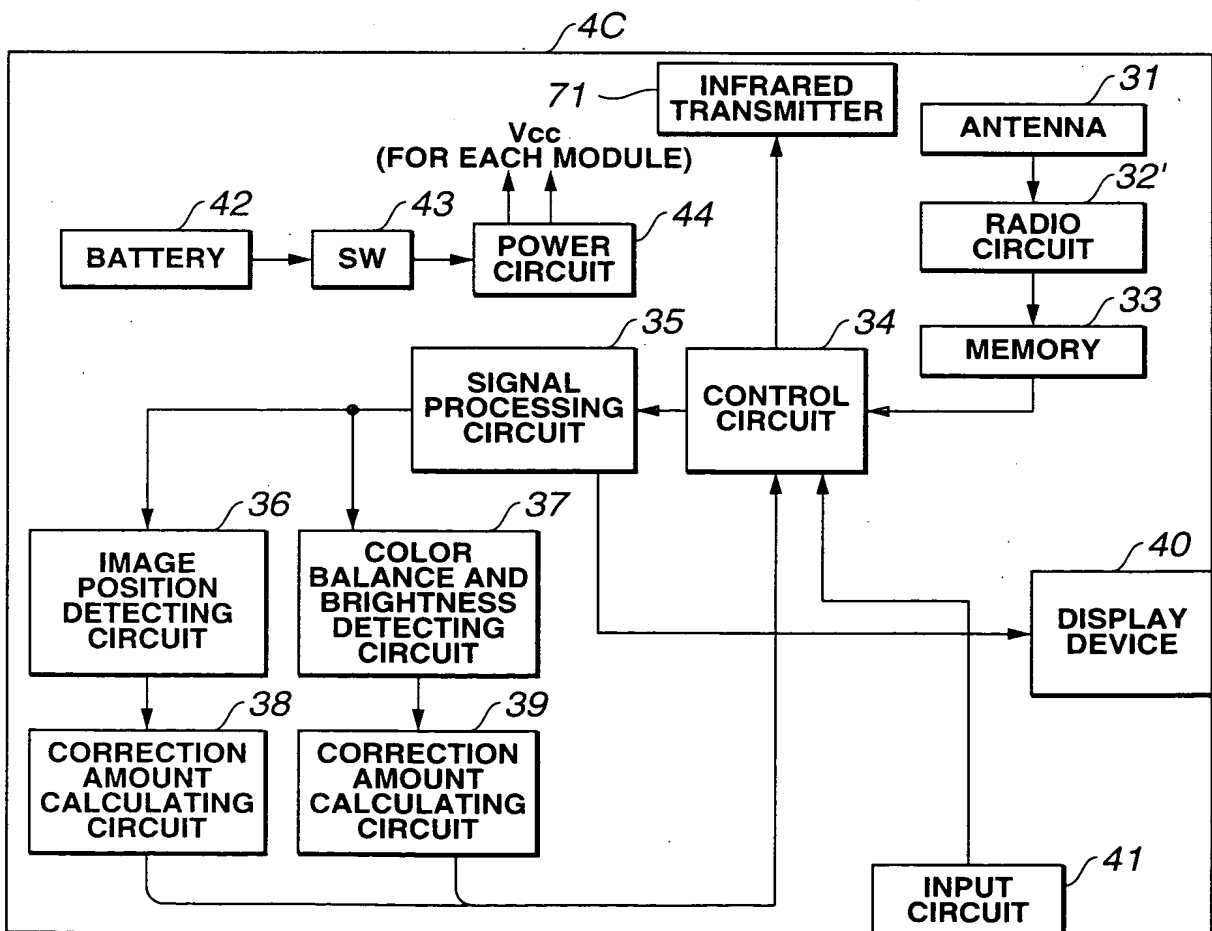 4C
71
INFRARED
TRANSMITTER
31
ANTENNA
Vcc
(FOR EACH MODULE)
32'
RADIO
CIRCUIT
42
BATTERY
43
SW
44
POWER
CIRCUIT
33
MEMORY
35
SIGNAL
PROCESSING
CIRCUIT
34
CONTROL
CIRCUIT
36
IMAGE
POSITION
DETECTING
CIRCUIT
37
COLOR
BALANCE AND
BRIGHTNESS
DETECTING
CIRCUIT
40
DISPLAY
DEVICE
38
CORRECTION
AMOUNT
CALCULATING
CIRCUIT
39
CORRECTION
AMOUNT
CALCULATING
CIRCUIT
41
INPUT
CIRCUIT